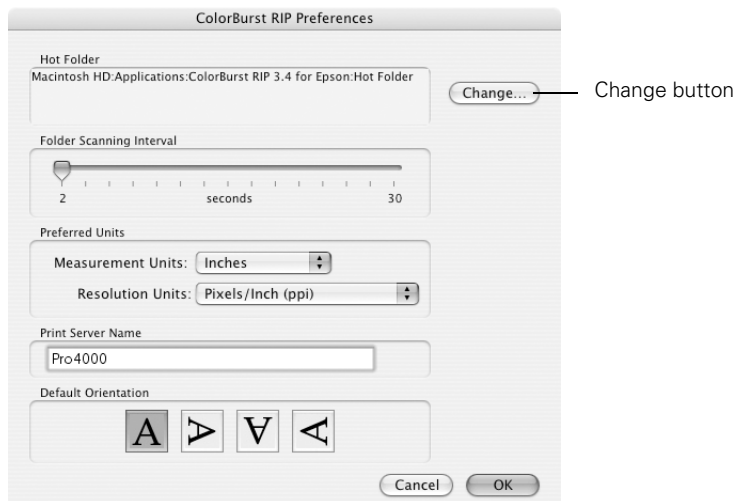 ColorBurst RIP Preferences
Hot Folder
Macintosh HD:Applications:ColorBurst RIP 3.4 for Epson:Hot Folder
Change...
Change button
Folder Scanning Interval
2 seconds 30
Preferred Units
Measurement Units: Inches
Resolution Units: Pixels/Inch (ppi)
Print Server Name
Pro4000
Default Orientation
A A A A
Cancel OK